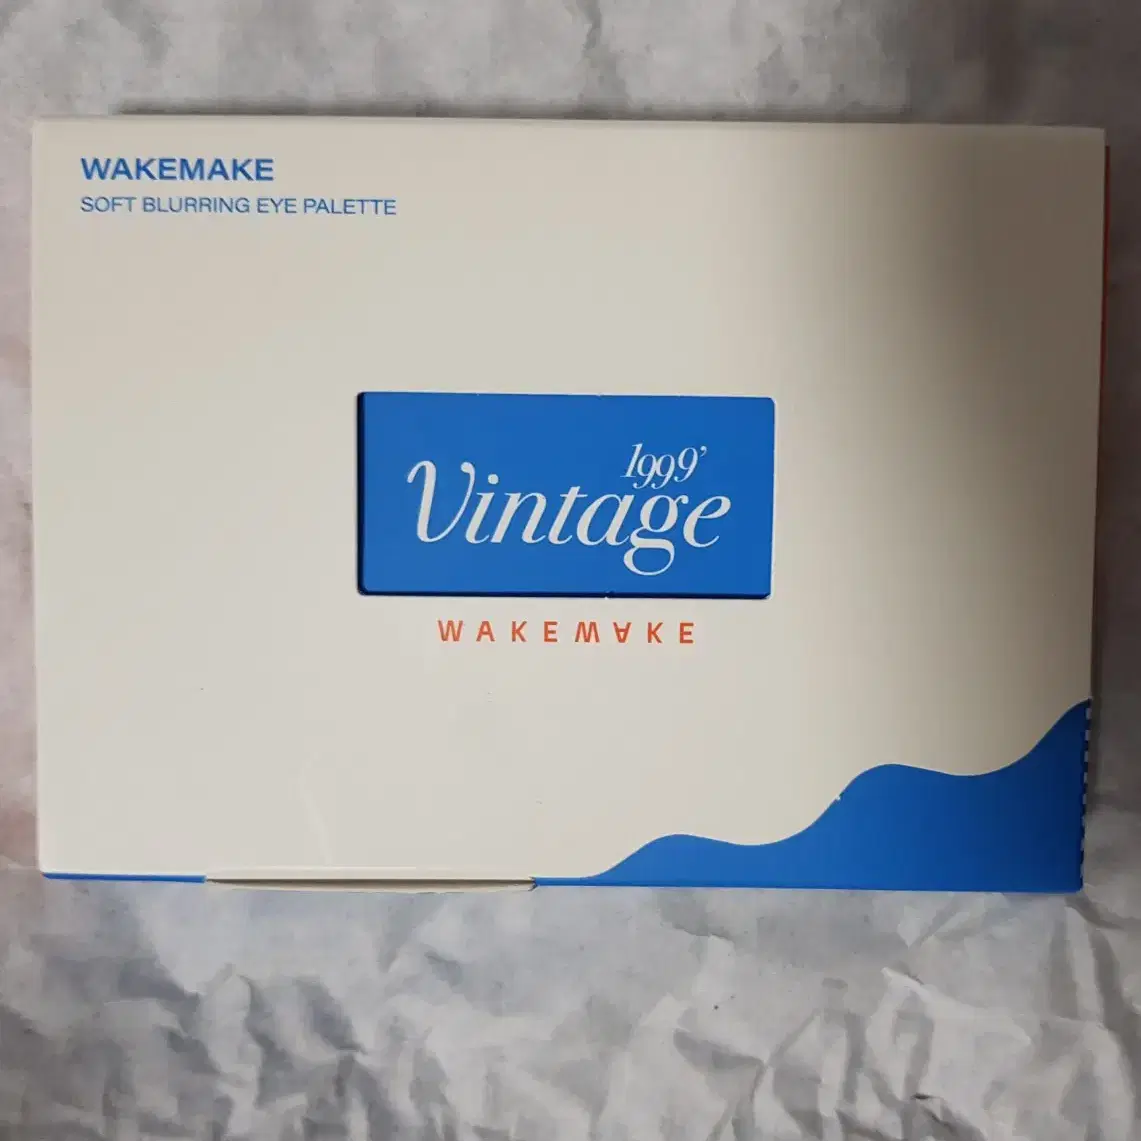 WAKEMAKE
SOFT BLURRING EYE PALETTE
1999'
Vintage
WAKEMAKE